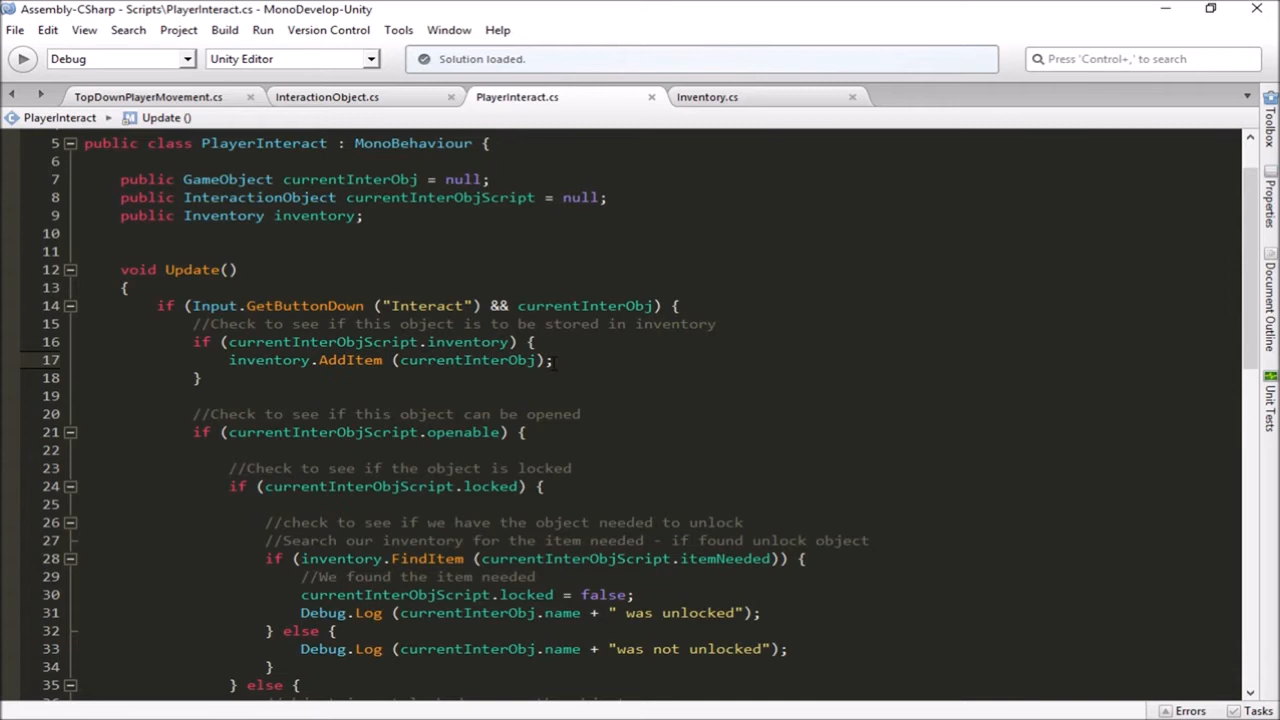 Assembly-CSharp - Scripts\PlayerInteract.cs - MonoDevelop-Unity
File Edit View Search Project Build Run Version Control Tools Window Help
Debug Unity Editor Solution loaded. Press 'Control+,' to search
TopDownPlayerMovement.cs InteractionObject.cs PlayerInteract.cs Inventory.cs
PlayerInteract Update ()
5 public class PlayerInteract : MonoBehaviour {
6
7 public GameObject currentInterObj = null;
8 public InteractionObject currentInterObjScript = null;
9 public Inventory inventory;
10
11
12 void Update()
13 {
14 if (Input.GetButtonDown ("Interact") && currentInterObj) {
15 //Check to see if this object is to be stored in inventory
16 if (currentInterObjScript.inventory) {
17 inventory.AddItem (currentInterObj);
18 }
19
20 //Check to see if this object can be opened
21 if (currentInterObjScript.openable) {
22
23 //Check to see if the object is locked
24 if (currentInterObjScript.locked) {
25
26 //check to see if we have the object needed to unlock
27 //Search our inventory for the item needed - if found unlock object
28 if (inventory.FindItem (currentInterObjScript.itemNeeded)) {
29 //We found the item needed
30 currentInterObjScript.locked = false;
31 Debug.Log (currentInterObj.name + " was unlocked");
32 } else {
33 Debug.Log (currentInterObj.name + "was not unlocked");
34 }
35 } else {
Toolbox
Properties
Document Outline
Unit Tests
Errors Tasks